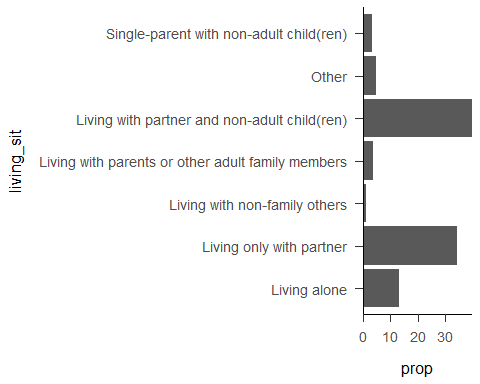 Single-parent with non-adult child(ren)
Other
Living with partner and non-adult child(ren)
Living with parents or other adult family members
Living with non-family others
Living only with partner
Living alone
living_sit
0 10 20 30
prop